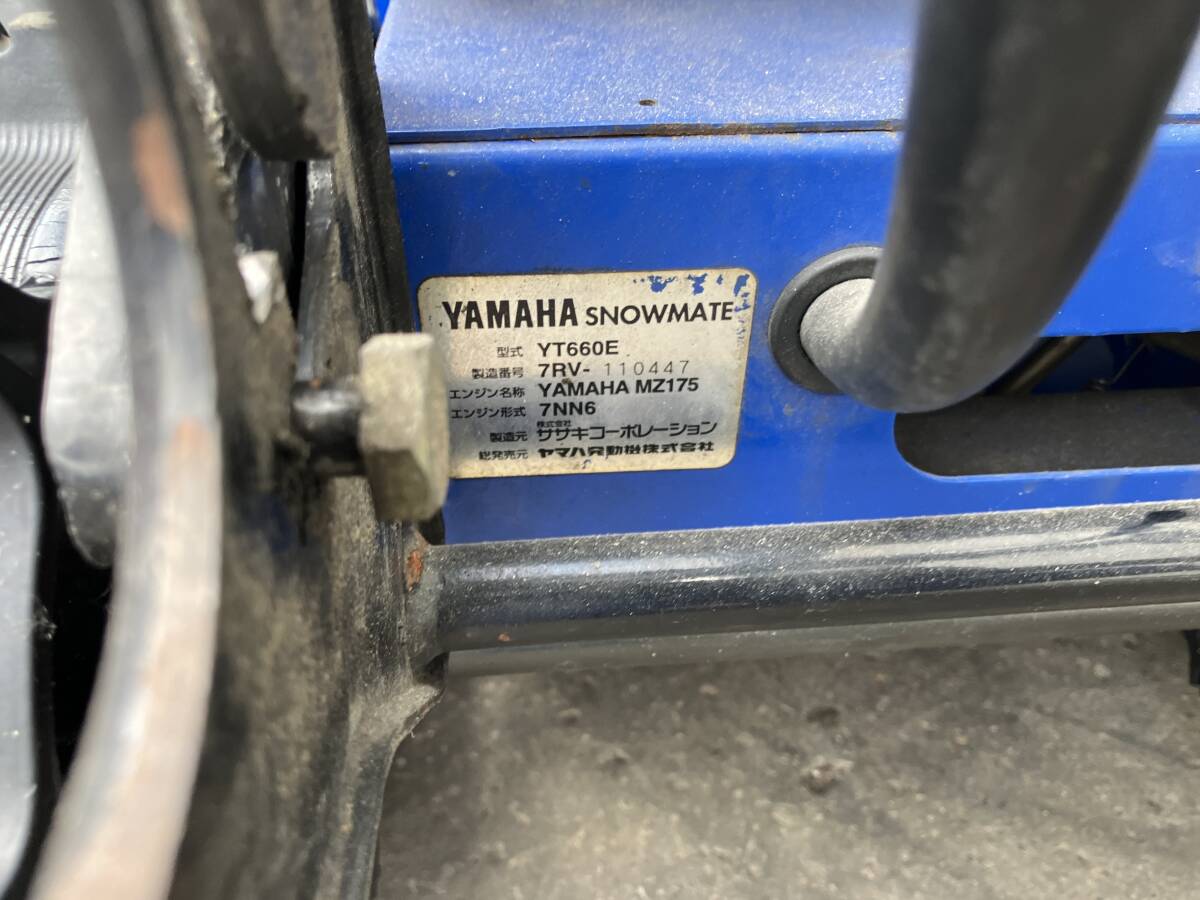 YAMAHA SNOWMATE
型式 YT660E
製造番号 7RV- 110447
エンジン名称 YAMAHA MZ175
エンジン形式 7NN6
製造元 株式会社 ササキコーポレーション
総発売元 ヤマハ発動機株式会社